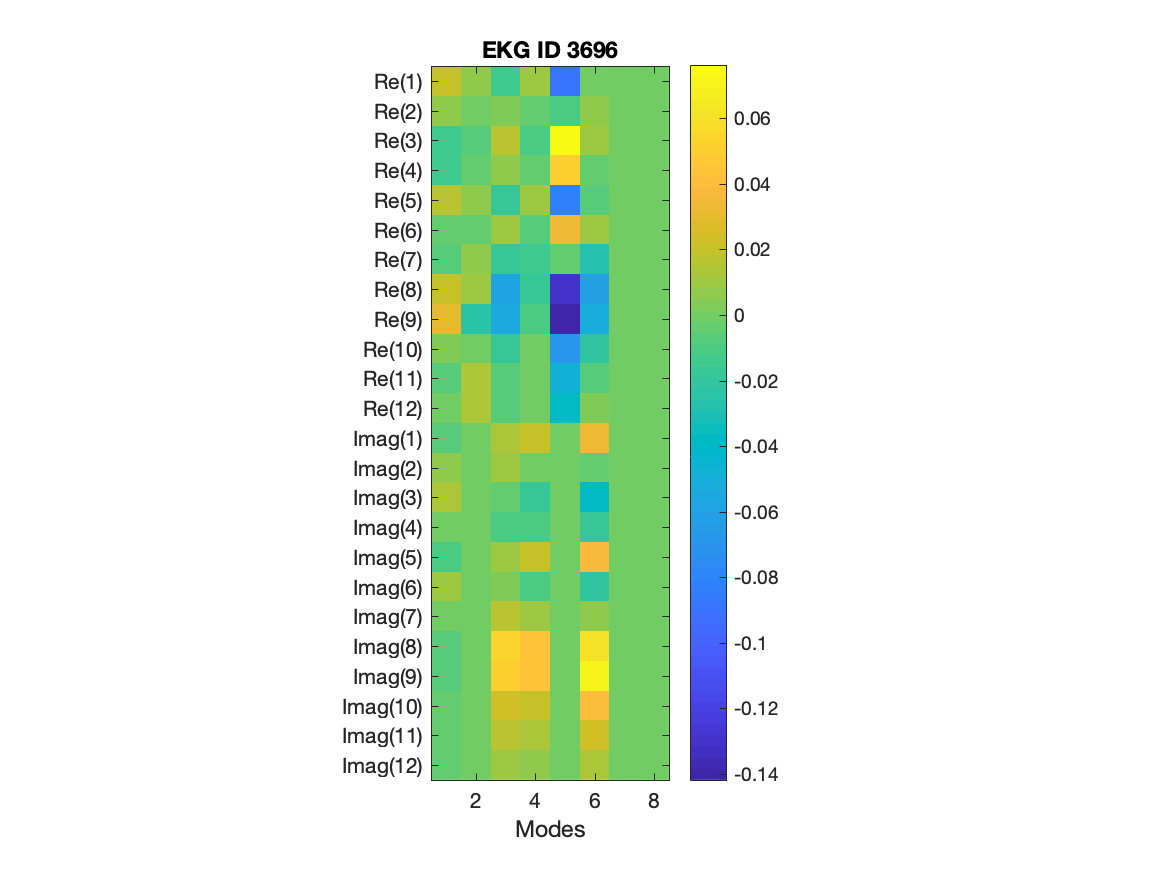 EKG ID 3696
Re(1)
Re(2)
Re(3)
Re(4)
Re(5)
Re(6)
Re(7)
Re(8)
Re(9)
Re(10)
Re(11)
Re(12)
Imag(1)
Imag(2)
Imag(3)
Imag(4)
Imag(5)
Imag(6)
Imag(7)
Imag(8)
Imag(9)
Imag(10)
Imag(11)
Imag(12)
2 4 6 8
Modes
0.06
0.04
0.02
0
-0.02
-0.04
-0.06
-0.08
-0.1
-0.12
-0.14